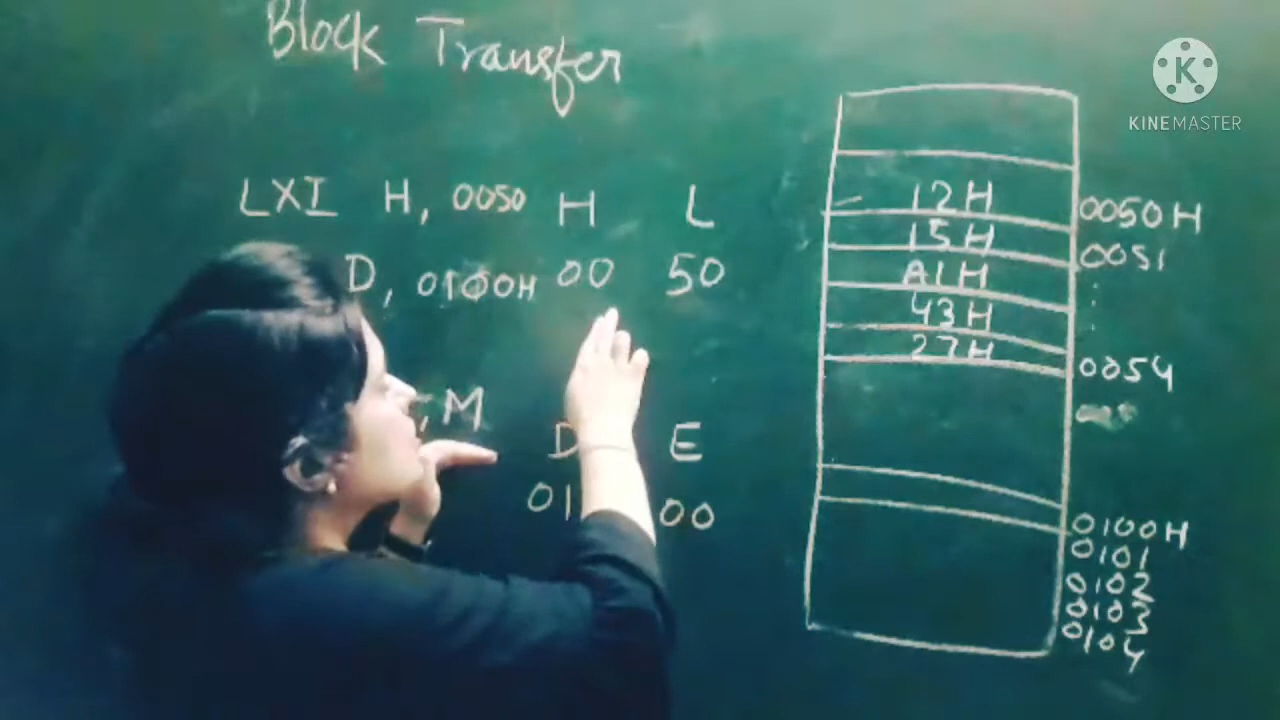 Block Transfer
LXI H, 0050 H L
D, 0100H 00 50
, M
D E
01 00
12H 0050H
15H 0051
A1H
43H
27H 0054
0100H
0101
0102
0103
0104
K
KINEMASTER